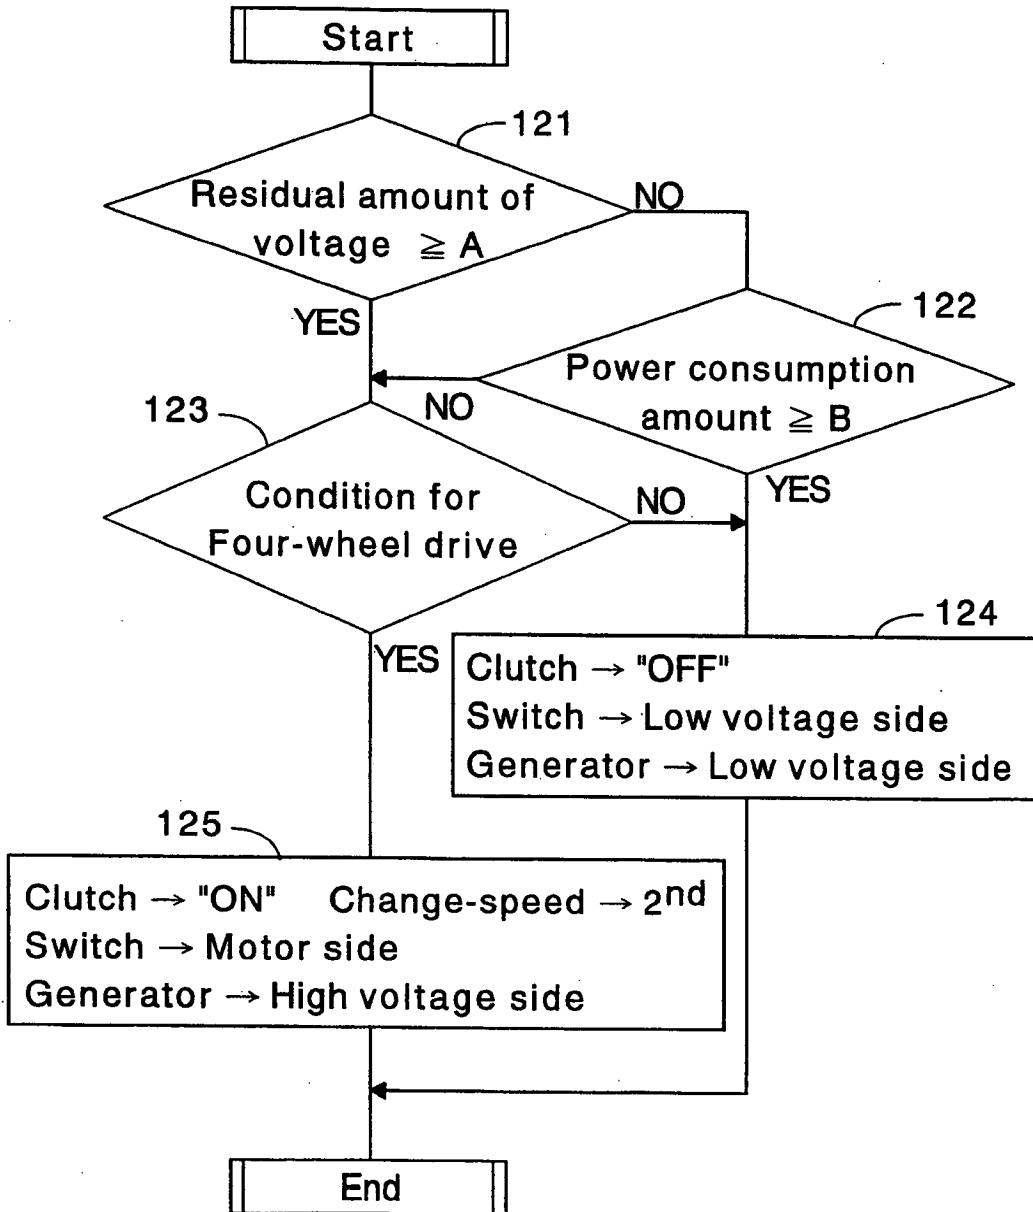 Start
121
Residual amount of
voltage ≧ A
NO
YES
122
Power consumption
amount ≧ B
NO
YES
123
Condition for
Four-wheel drive
NO
YES
124
Clutch → "OFF"
Switch → Low voltage side
Generator → Low voltage side
125
Clutch → "ON" Change-speed → 2nd
Switch → Motor side
Generator → High voltage side
End